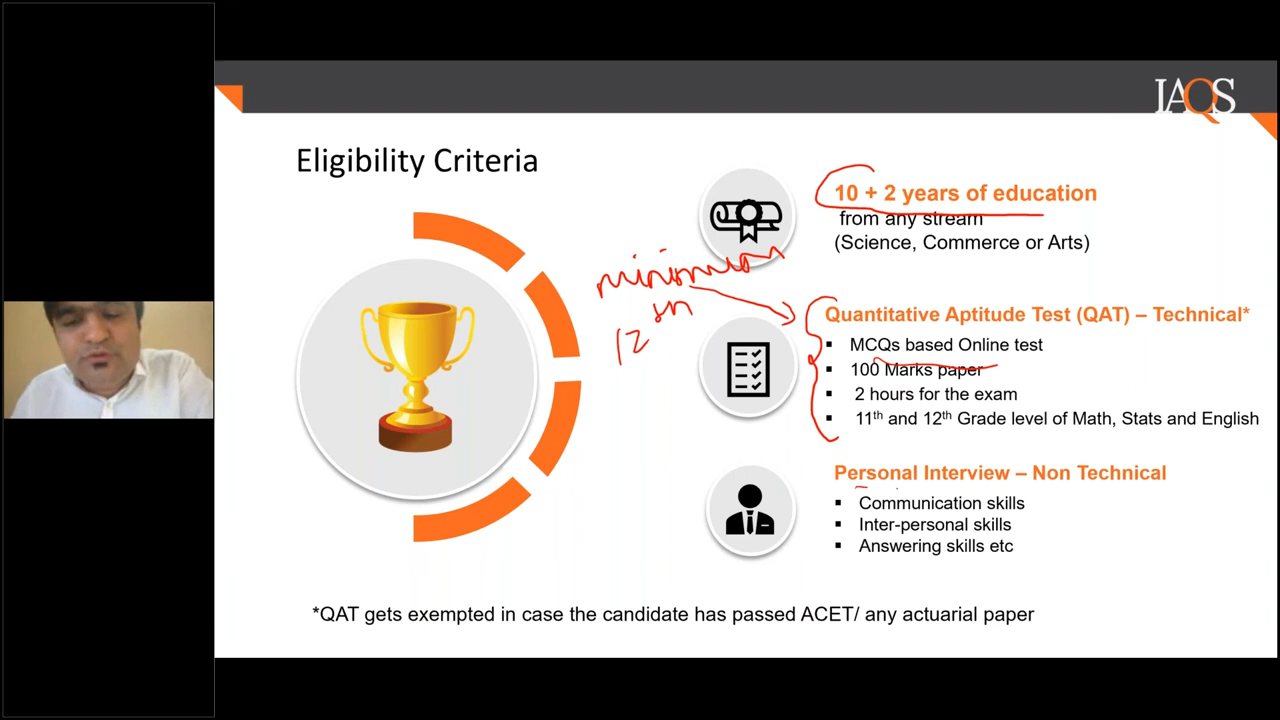 IAQS
Eligibility Criteria
10 + 2 years of education
from any stream
(Science, Commerce or Arts)
minimum
12th
Quantitative Aptitude Test (QAT) – Technical*
▪ MCQs based Online test
▪ 100 Marks paper
▪ 2 hours for the exam
▪ 11th and 12th Grade level of Math, Stats and English
Personal Interview – Non Technical
▪ Communication skills
▪ Inter-personal skills
▪ Answering skills etc
*QAT gets exempted in case the candidate has passed ACET/ any actuarial paper